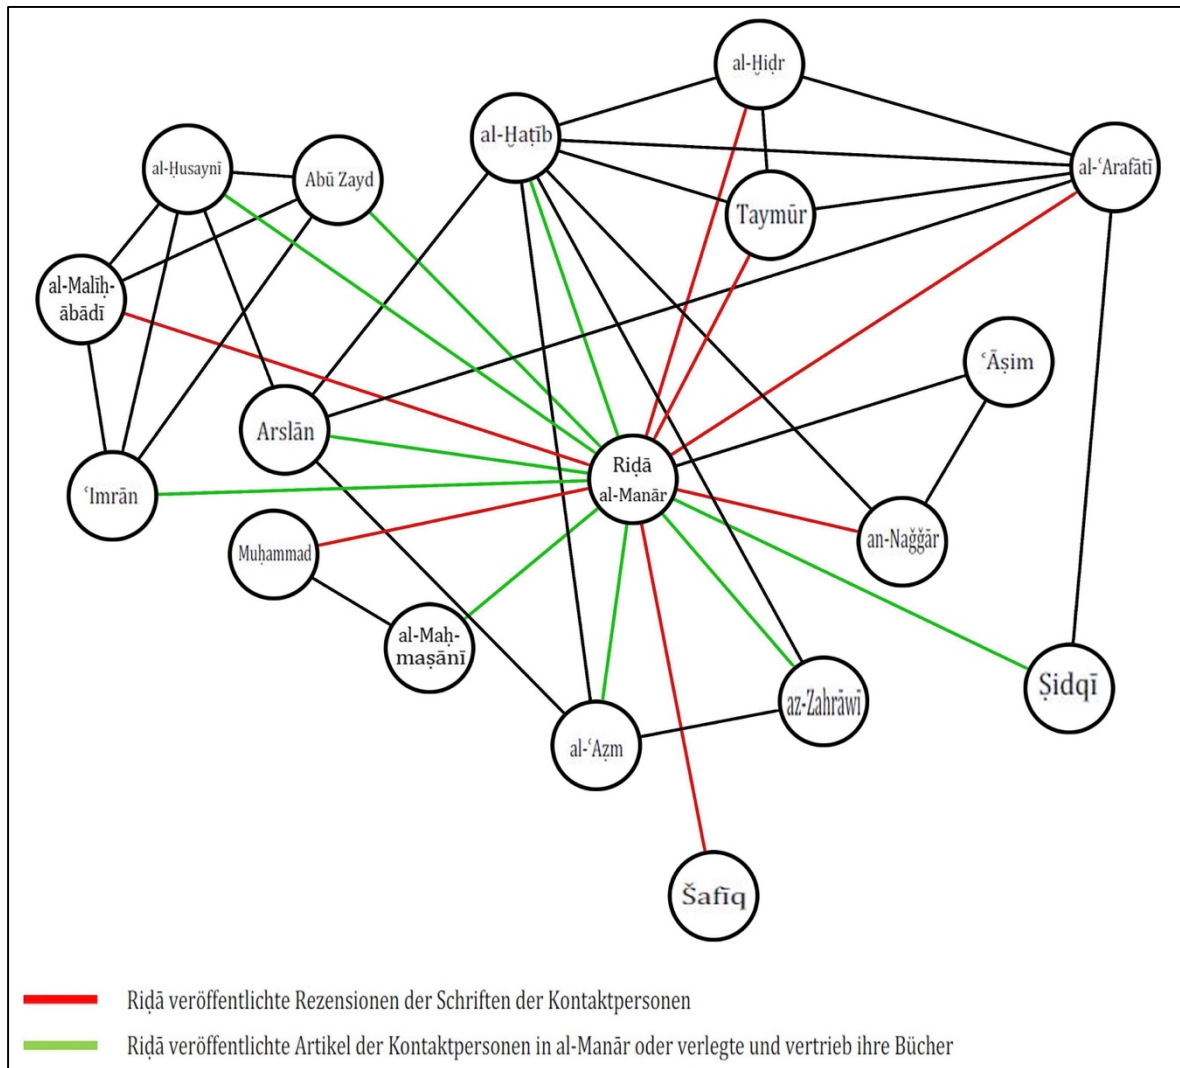 al-Ḫiḍr
al-Ḫaṭīb
al-Ḥusaynī
Abū Zayd
al-ʿArafātī
Taymūr
al-Malīḥ-
ābādī
ʿĀṣim
Arslān
Riḍā
al-Manār
ʿImrān
Muḥammad
an-Naǧǧār
al-Maḥ-
maṣānī
Ṣidqī
az-Zahrāwī
al-ʿAẓm
Šafīq
Riḍā veröffentlichte Rezensionen der Schriften der Kontaktpersonen
Riḍā veröffentlichte Artikel der Kontaktpersonen in al-Manār oder verlegte und vertrieb ihre Bücher